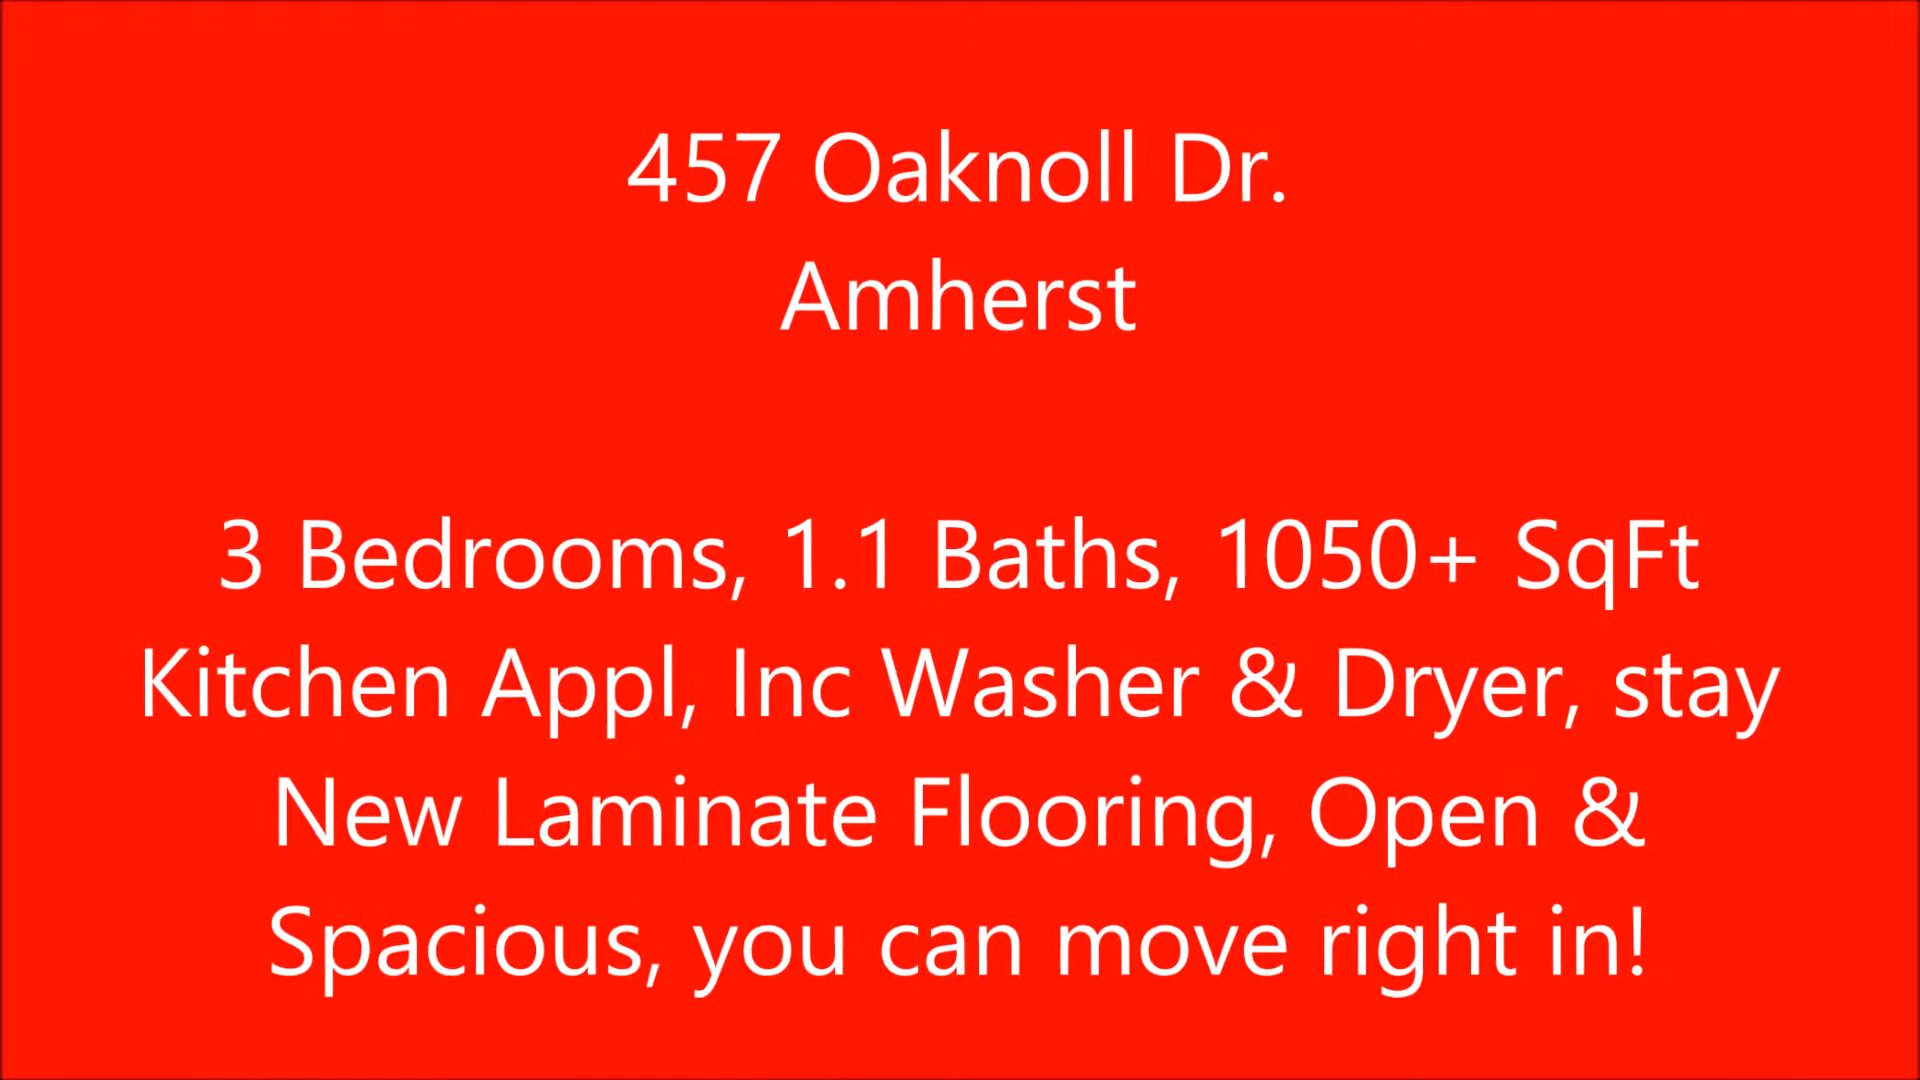 457 Oaknoll Dr.
Amherst
3 Bedrooms, 1.1 Baths, 1050+ SqFt
Kitchen Appl, Inc Washer & Dryer, stay
New Laminate Flooring, Open &
Spacious, you can move right in!